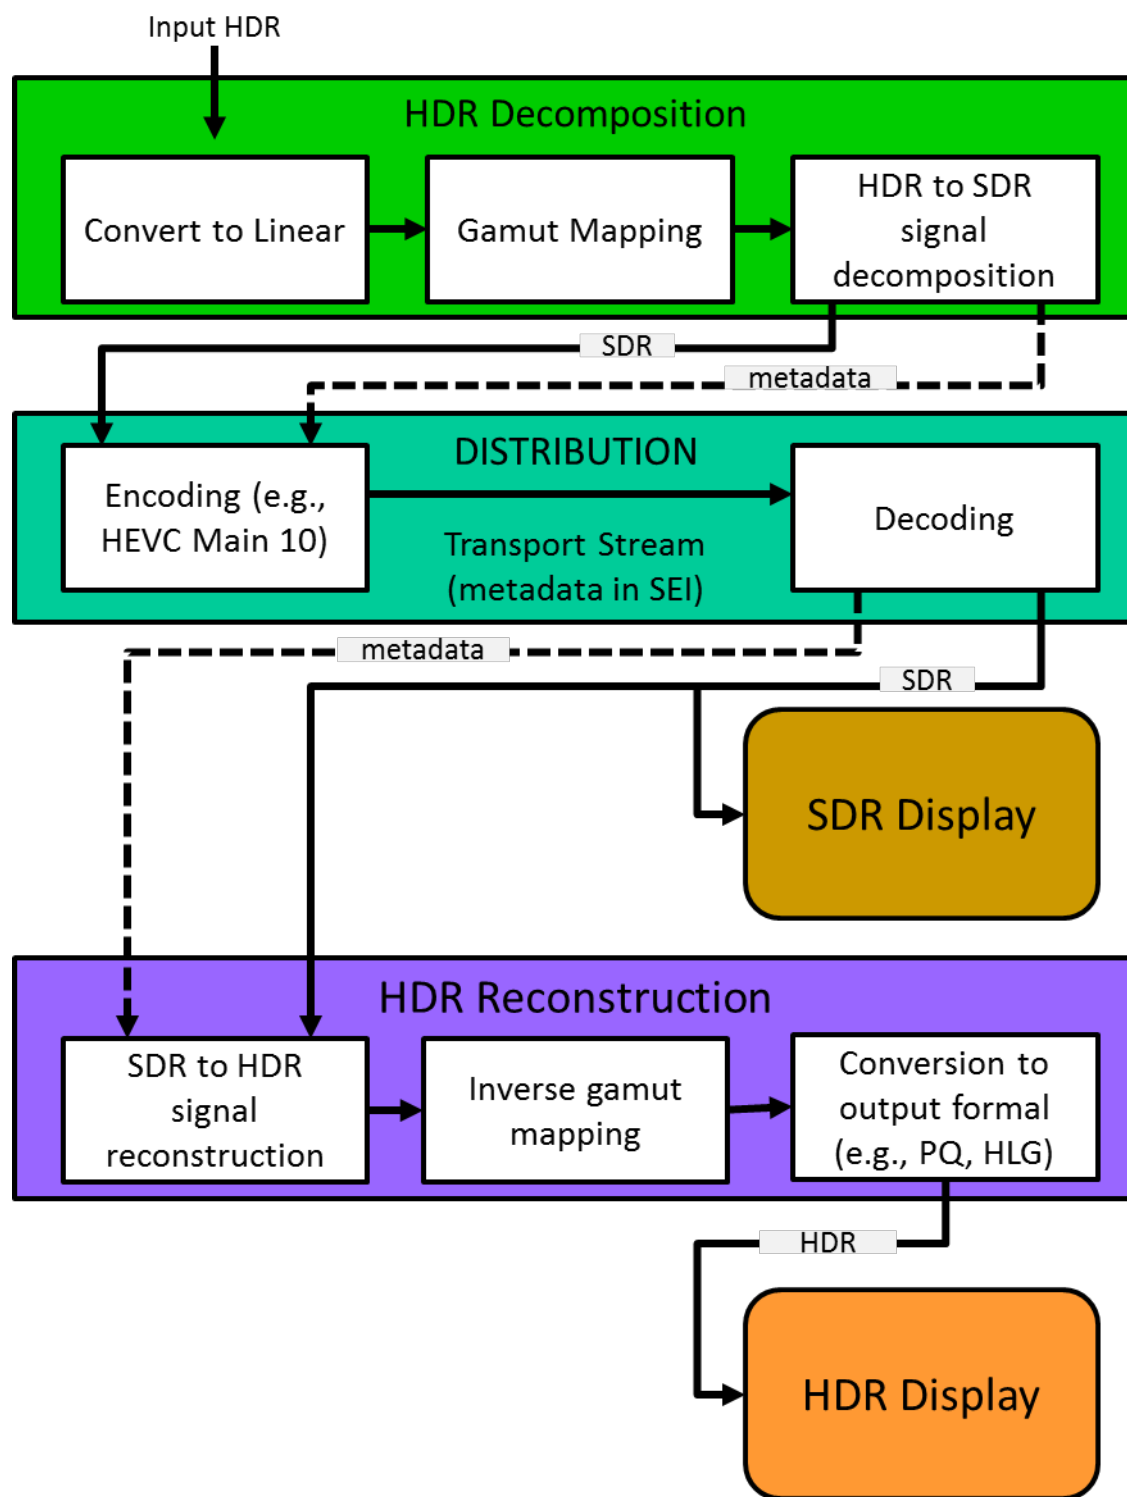 Input HDR
HDR Decomposition
Convert to Linear
Gamut Mapping
HDR to SDR
signal
decomposition
SDR
metadata
DISTRIBUTION
Encoding (e.g.,
HEVC Main 10)
Transport Stream
(metadata in SEI)
Decoding
metadata
SDR
SDR Display
HDR Reconstruction
SDR to HDR
signal
reconstruction
Inverse gamut
mapping
Conversion to
output formal
(e.g., PQ, HLG)
HDR
HDR Display